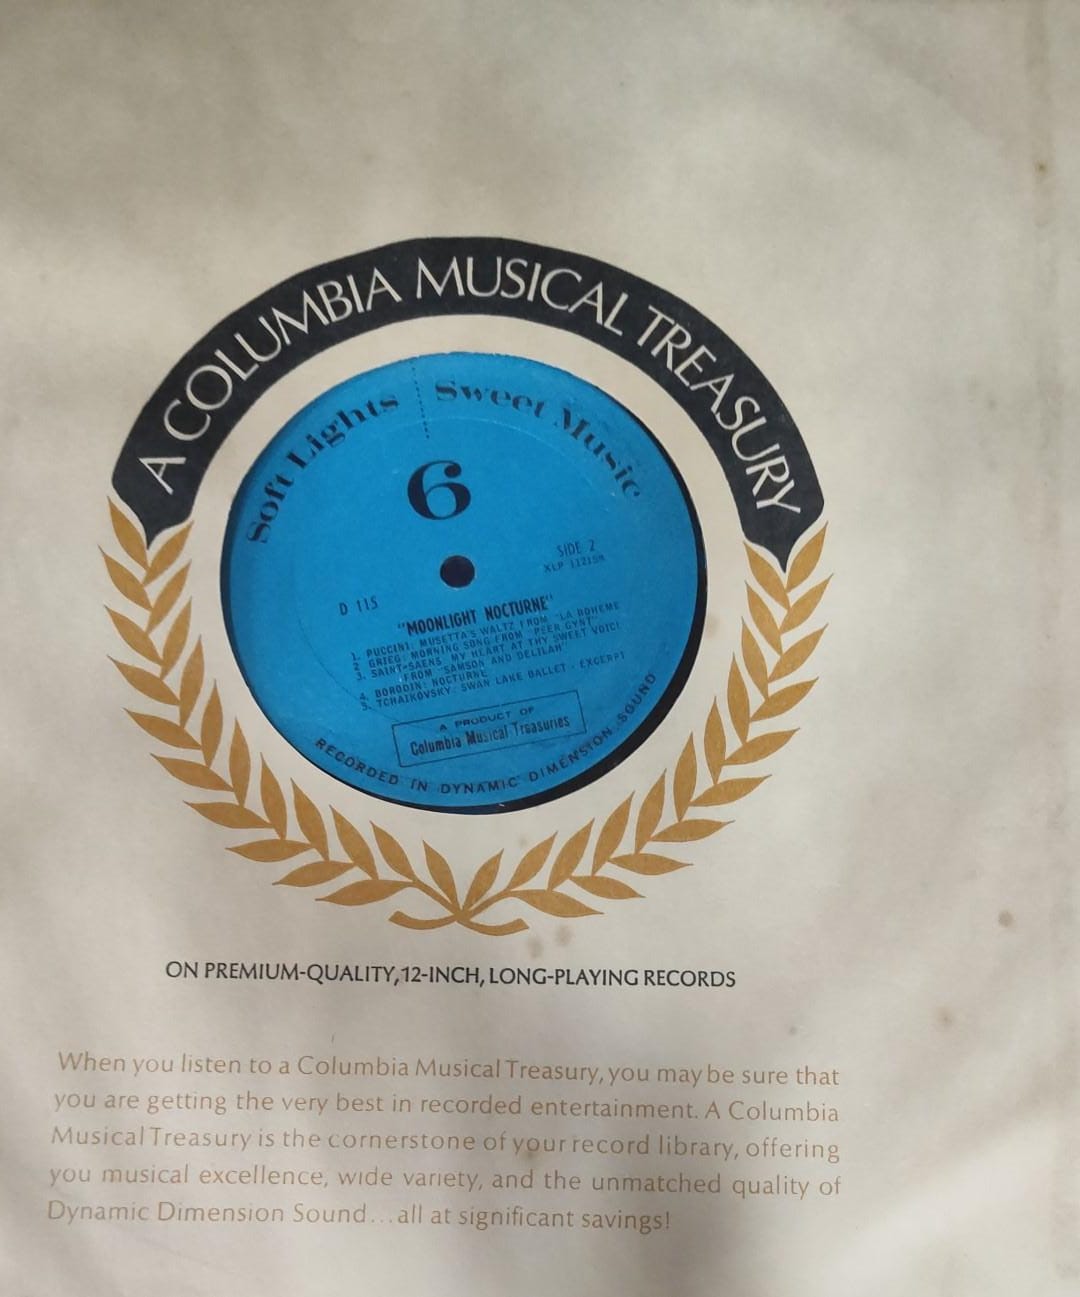 A COLUMBIA MUSICAL TREASURY
Soft Lights Sweet Music
6
SIDE 2
XLP 112158
D 115
"MOONLIGHT NOCTURNE"
1. PUCCINI: MUSETTA'S WALTZ FROM "LA BOHEME
2. GRIEG: MORNING SONG FROM "PEER GYNT"
3. SAINT-SAENS: MY HEART AT THY SWEET VOICE
FROM "SAMSON AND DELILAH"
4. BORODIN: NOCTURNE
5. TCHAIKOVSKY: SWAN LAKE BALLET - EXCERPT
A PRODUCT OF
Columbia Musical Treasuries
RECORDED IN DYNAMIC DIMENSION SOUND
ON PREMIUM-QUALITY, 12-INCH, LONG-PLAYING RECORDS
When you listen to a Columbia Musical Treasury, you may be sure that
you are getting the very best in recorded entertainment. A Columbia
Musical Treasury is the cornerstone of your record library, offering
you musical excellence, wide variety, and the unmatched quality of
Dynamic Dimension Sound...all at significant savings!